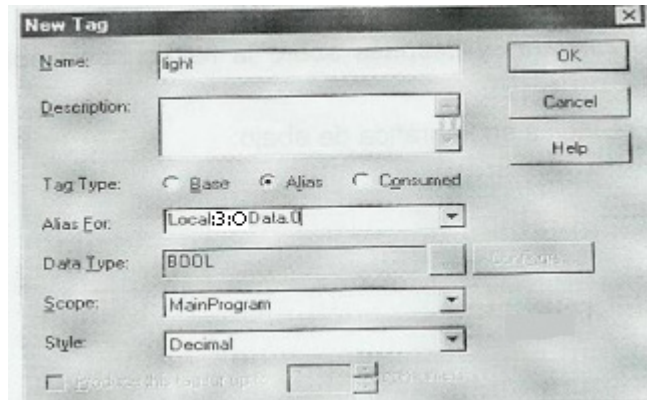 New Tag
Name: light OK
Description: Cancel
Help
Tag Type: Base Alias Consumed
Alias For: Local:3:O Data.0
Data Type: BOOL
Scope: MainProgram
Style: Decimal